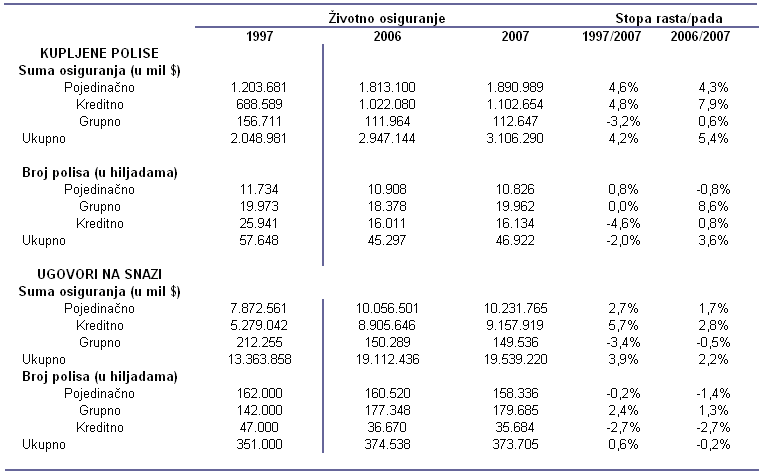 Životno osiguranje Stopa rasta/pada
1997 2006 2007 1997/2007 2006/2007
KUPLJENE POLISE
Suma osiguranja (u mil $)
Pojedinačno 1.203.681 1.813.100 1.890.989 4,6% 4,3%
Kreditno 688.589 1.022.080 1.102.654 4,8% 7,9%
Grupno 156.711 111.964 112.647 -3,2% 0,6%
Ukupno 2.048.981 2.947.144 3.106.290 4,2% 5,4%
Broj polisa (u hiljadama)
Pojedinačno 11.734 10.908 10.826 0,8% -0,8%
Grupno 19.973 18.378 19.962 0,0% 8,6%
Kreditno 25.941 16.011 16.134 -4,6% 0,8%
Ukupno 57.648 45.297 46.922 -2,0% 3,6%
UGOVORI NA SNAZI
Suma osiguranja (u mil $)
Pojedinačno 7.872.561 10.056.501 10.231.765 2,7% 1,7%
Kreditno 5.279.042 8.905.646 9.157.919 5,7% 2,8%
Grupno 212.255 150.289 149.536 -3,4% -0,5%
Ukupno 13.363.858 19.112.436 19.539.220 3,9% 2,2%
Broj polisa (u hiljadama)
Pojedinačno 162.000 160.520 158.336 -0,2% -1,4%
Grupno 142.000 177.348 179.685 2,4% 1,3%
Kreditno 47.000 36.670 35.684 -2,7% -2,7%
Ukupno 351.000 374.538 373.705 0,6% -0,2%